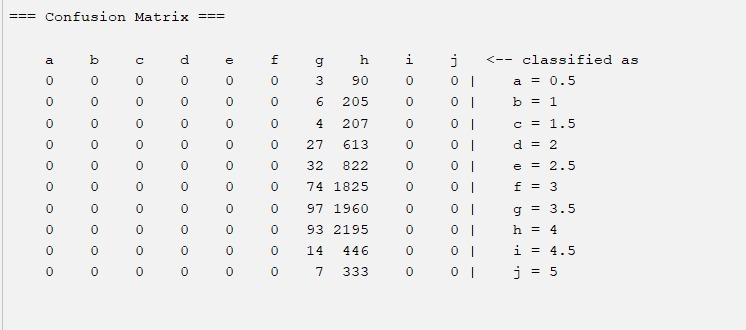 === Confusion Matrix ===
a b c d e f g h i j <-- classified as
0 0 0 0 0 0 3 90 0 0 | a = 0.5
0 0 0 0 0 0 6 205 0 0 | b = 1
0 0 0 0 0 0 4 207 0 0 | c = 1.5
0 0 0 0 0 0 27 613 0 0 | d = 2
0 0 0 0 0 0 32 822 0 0 | e = 2.5
0 0 0 0 0 0 74 1825 0 0 | f = 3
0 0 0 0 0 0 97 1960 0 0 | g = 3.5
0 0 0 0 0 0 93 2195 0 0 | h = 4
0 0 0 0 0 0 14 446 0 0 | i = 4.5
0 0 0 0 0 0 7 333 0 0 | j = 5